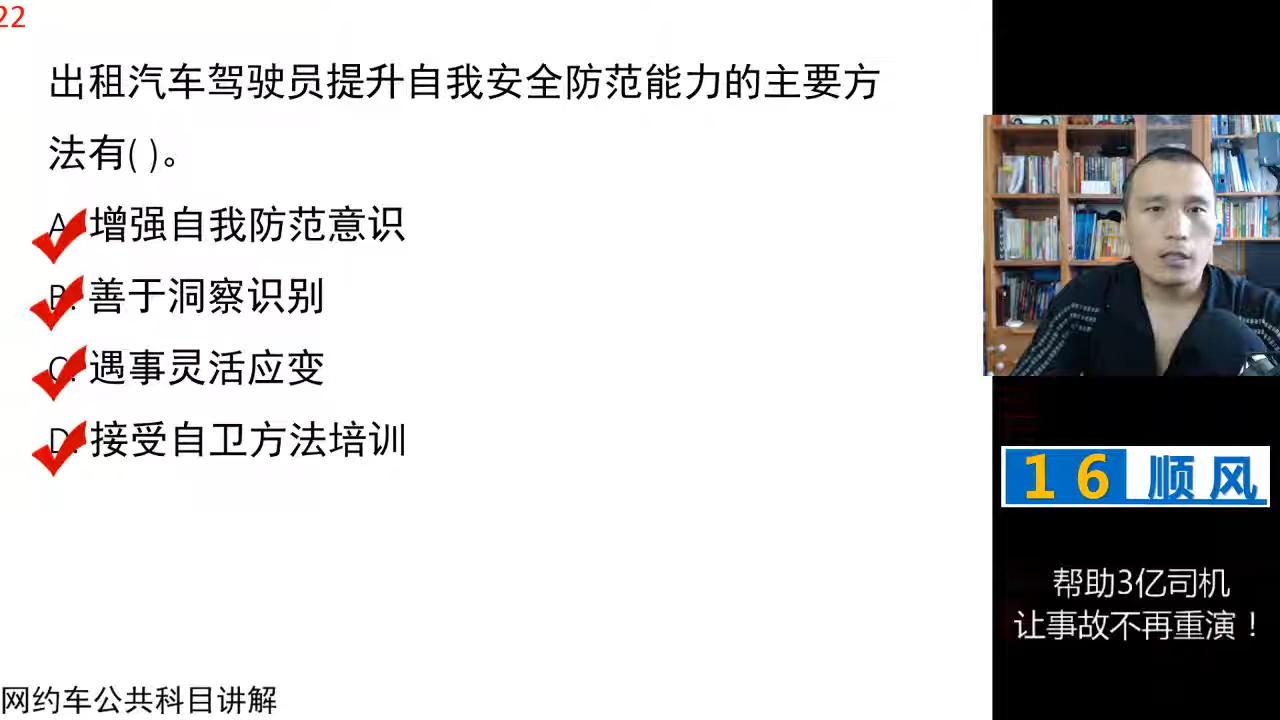 22
出租汽车驾驶员提升自我安全防范能力的主要方
法有( )。
A. 增强自我防范意识
B. 善于洞察识别
C. 遇事灵活应变
D. 接受自卫方法培训
16 顺风
帮助3亿司机
让事故不再重演！
网约车公共科目讲解